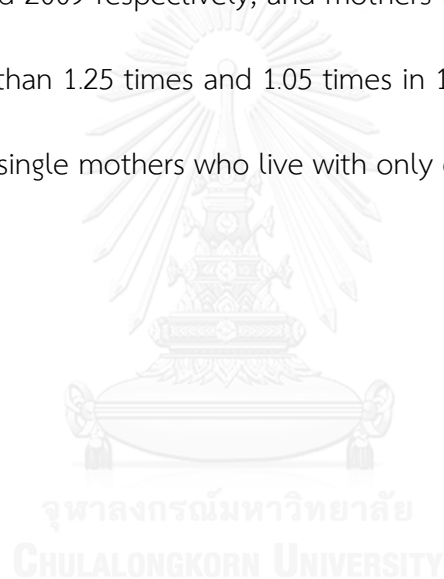 d 2009 respectively, and mothers
than 1.25 times and 1.05 times in 1
single mothers who live with only
จุฬาลงกรณ์มหาวิทยาลัย
CHULALONGKORN UNIVERSITY